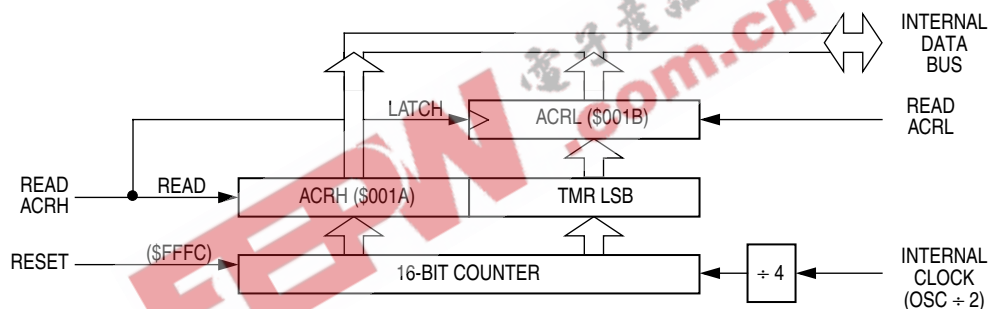 INTERNAL
DATA
BUS
LATCH
ACRL ($001B)
READ
ACRL
READ
ACRH
READ
ACRH ($001A)
TMR LSB
RESET
($FFFC)
16-BIT COUNTER
÷ 4
INTERNAL
CLOCK
(OSC ÷ 2)
EEPW
.com.cn